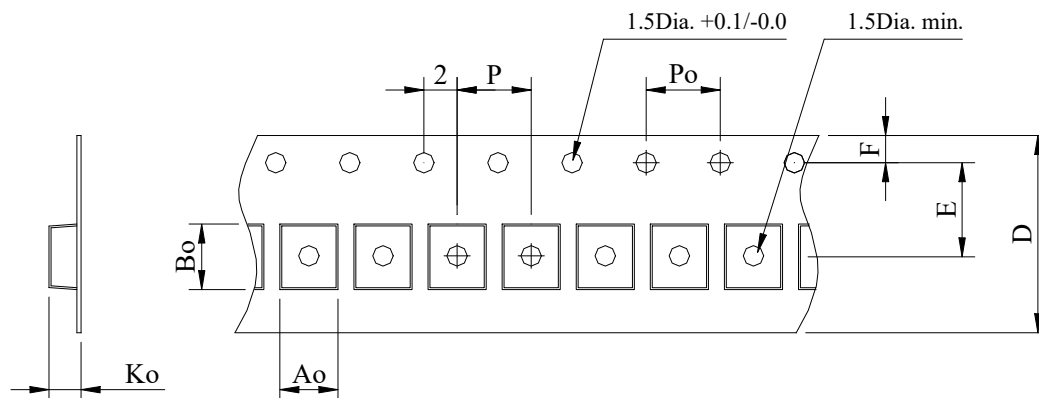 1.5Dia. +0.1/-0.0
1.5Dia. min.
2
P
Po
F
E
D
Bo
Ko
Ao